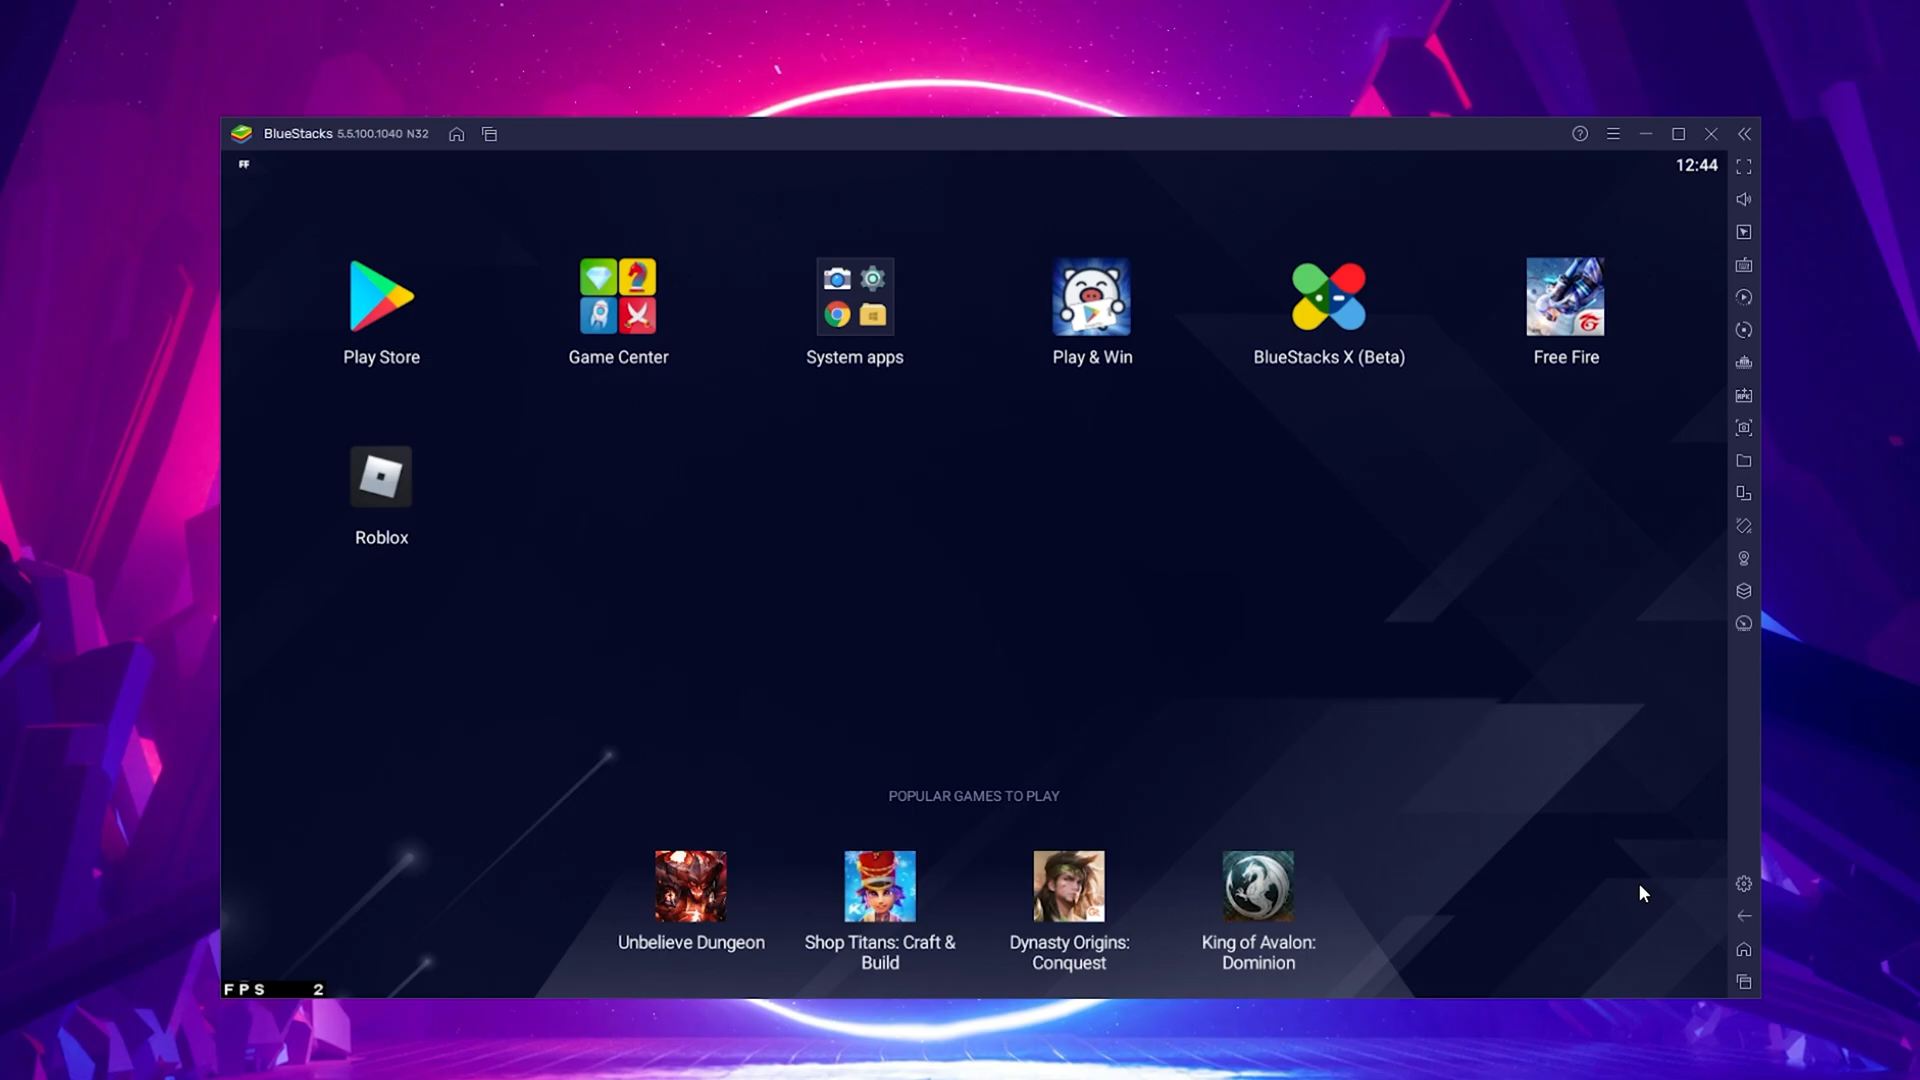 BlueStacks 5.5.100.1040 N32
FF
12:44
Play Store
Game Center
System apps
Play & Win
BlueStacks X (Beta)
Free Fire
Roblox
POPULAR GAMES TO PLAY
Unbelieve Dungeon
Shop Titans: Craft &
Build
Dynasty Origins:
Conquest
King of Avalon:
Dominion
FPS 2